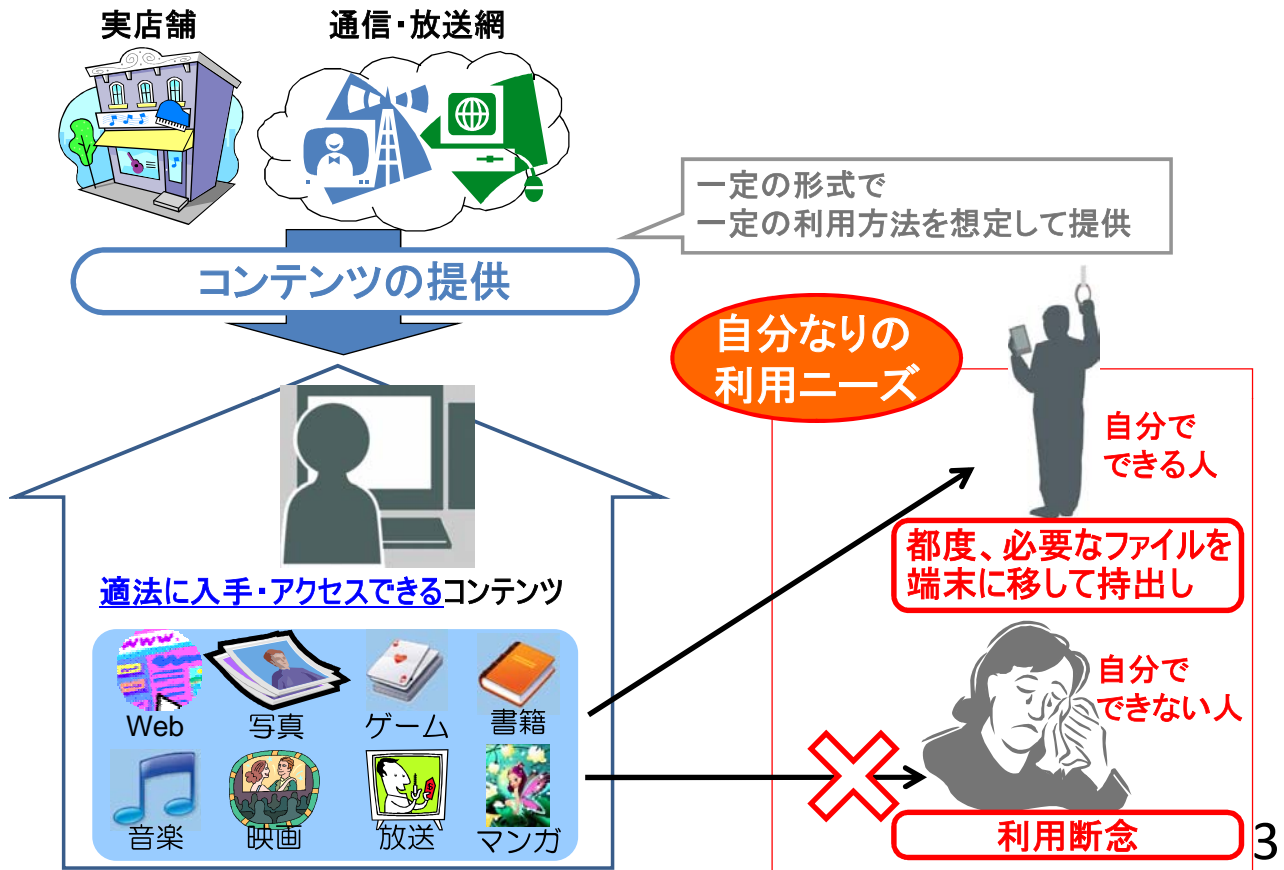 実店舗
通信・放送網
一定の形式で
一定の利用方法を想定して提供
コンテンツの提供
自分なりの
利用ニーズ
自分で
できる人
都度、必要なファイルを
端末に移して持出し
適法に入手・アクセスできるコンテンツ
www.
Web
写真
ゲーム
書籍
音楽
映画
放送
マンガ
自分で
できない人
利用断念
3